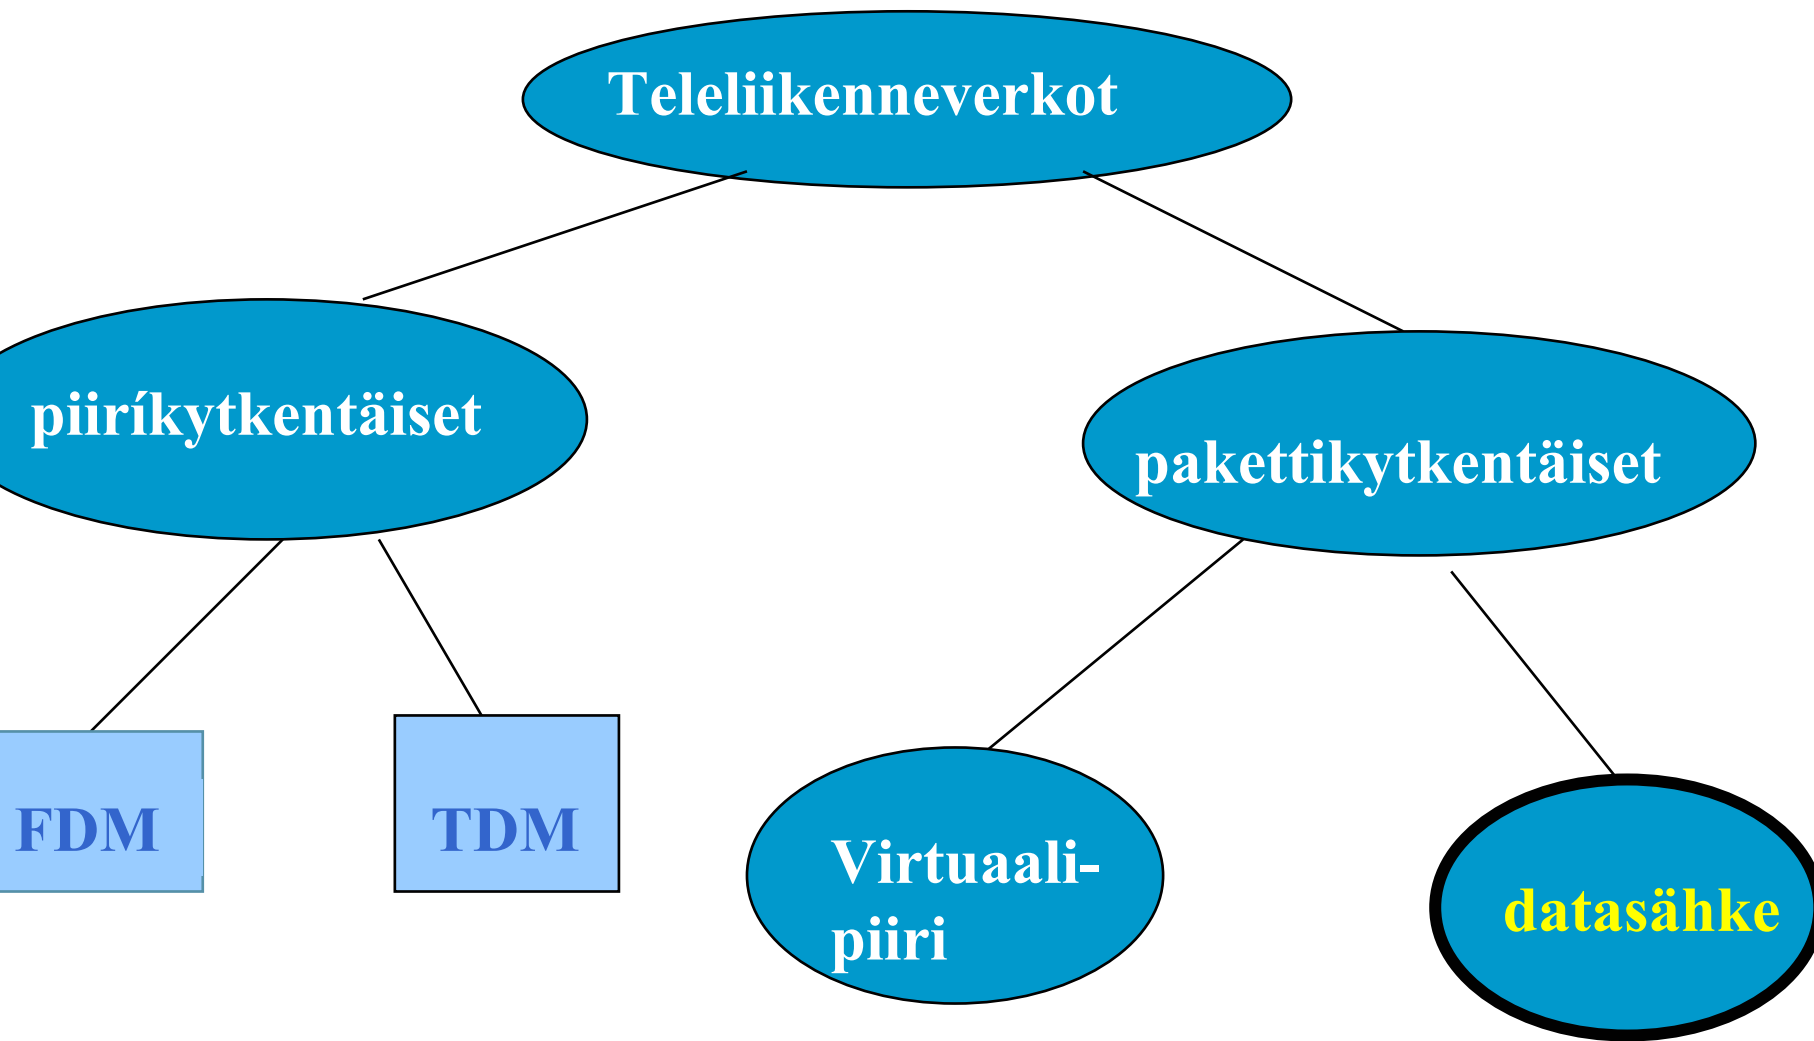 Teleliikenneverkot
piiríkytkentäiset
pakettikytkentäiset
FDM
TDM
Virtuaali-
piiri
datasähke